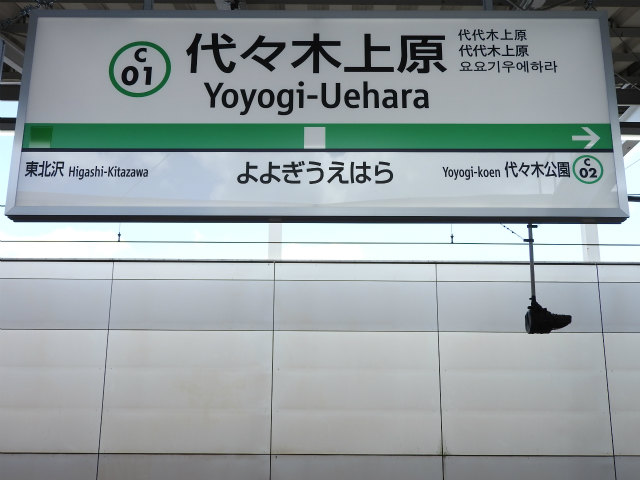 C
01
代々木上原
Yoyogi-Uehara
代代木上原
代代木上原
요요기우에하라
東北沢 Higashi-Kitazawa
よよぎうえはら
Yoyogi-koen 代々木公園
C
02